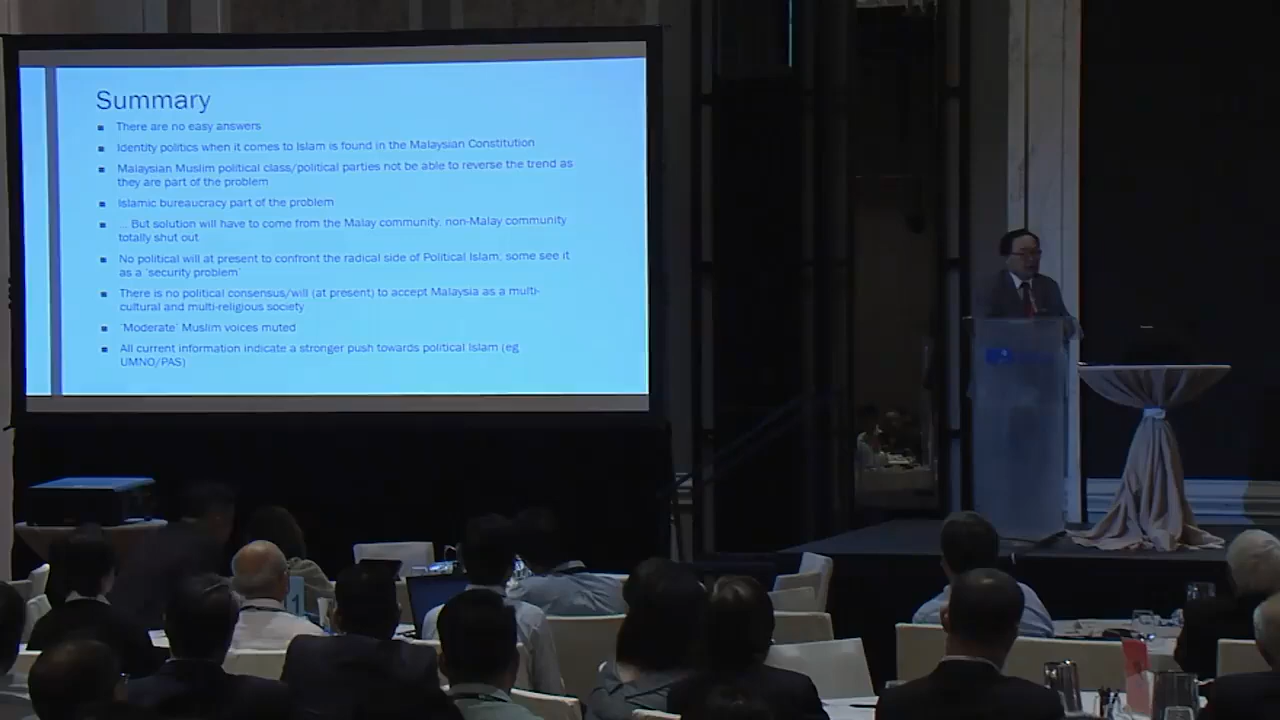 Summary
There are no easy answers
Identity politics when it comes to Islam is found in the Malaysian Constitution
Malaysian Muslim political class/political parties not be able to reverse the trend as
they are part of the problem
Islamic bureaucracy part of the problem
... But solution will have to come from the Malay community, non-Malay community
totally shut out
No political will at present to confront the radical side of Political Islam; some see it
as a 'security problem'
There is no political consensus/will (at present) to accept Malaysia as a multi-
cultural and multi-religious society
'Moderate' Muslim voices muted
All current information indicate a stronger push towards political Islam (eg
UMNO/PAS)
1